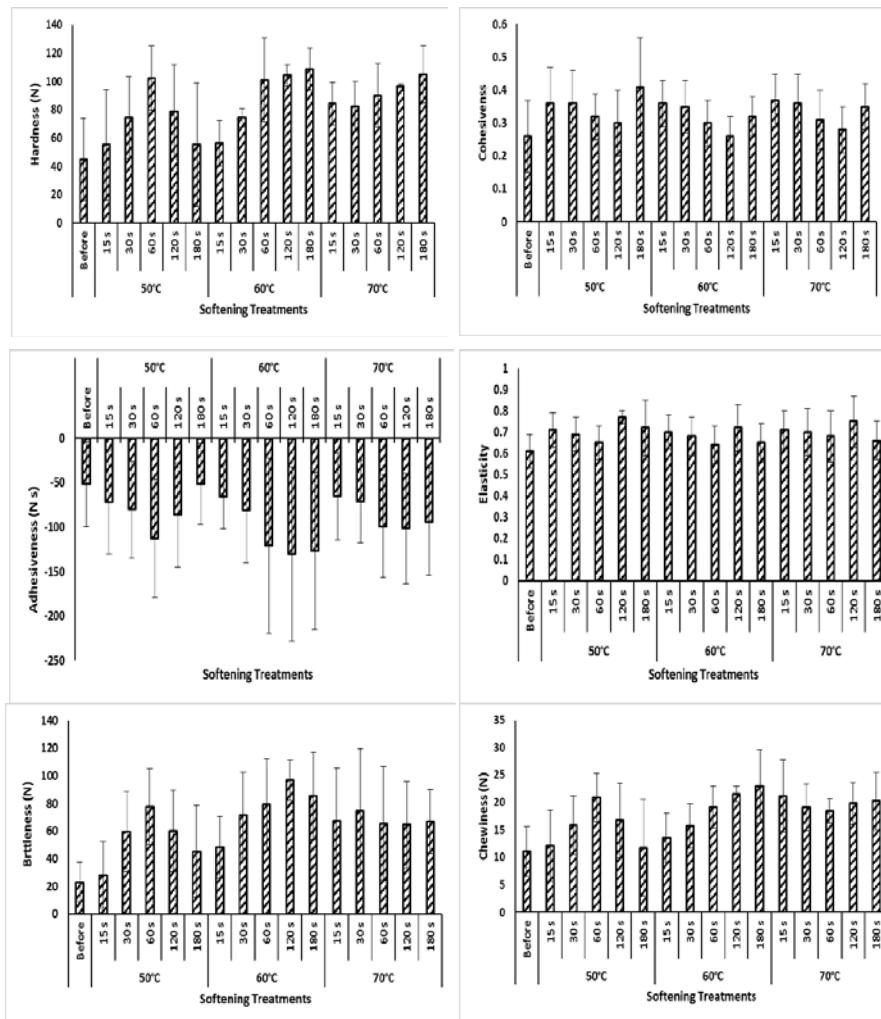 140
120
100
80
60
40
20
0
Hardness (N)
Before 15 s 30 s 60 s 120 s 180 s 15 s 30 s 60 s 120 s 180 s 15 s 30 s 60 s 120 s 180 s
50°C 60°C 70°C
Softening Treatments
0.6
0.5
0.4
0.3
0.2
0.1
0
Cohesivenss
Before 15 s 30 s 60 s 120 s 180 s 15 s 30 s 60 s 120 s 180 s 15 s 30 s 60 s 120 s 180 s
50°C 60°C 70°C
Softening Treatments
50°C 60°C 70°C
Before 15 s 30 s 60 s 120 s 180 s 15 s 30 s 60 s 120 s 180 s 15 s 30 s 60 s 120 s 180 s
0
-50
-100
-150
-200
-250
Adhesiveness (N s)
Softening Treatments
1
0.9
0.8
0.7
0.6
0.5
0.4
0.3
0.2
0.1
0
Elasticity
Before 15 s 30 s 60 s 120 s 180 s 15 s 30 s 60 s 120 s 180 s 15 s 30 s 60 s 120 s 180 s
50°C 60°C 70°C
Softening Treatments
140
120
100
80
60
40
20
0
Brttleness (N)
Before 15 s 30 s 60 s 120 s 180 s 15 s 30 s 60 s 120 s 180 s 15 s 30 s 60 s 120 s 180 s
50°C 60°C 70°C
Softening Treatments
35
30
25
20
15
10
5
0
Chewiness (N)
Before 15 s 30 s 60 s 120 s 180 s 15 s 30 s 60 s 120 s 180 s 15 s 30 s 60 s 120 s 180 s
50°C 60°C 70°C
Softening Treatments